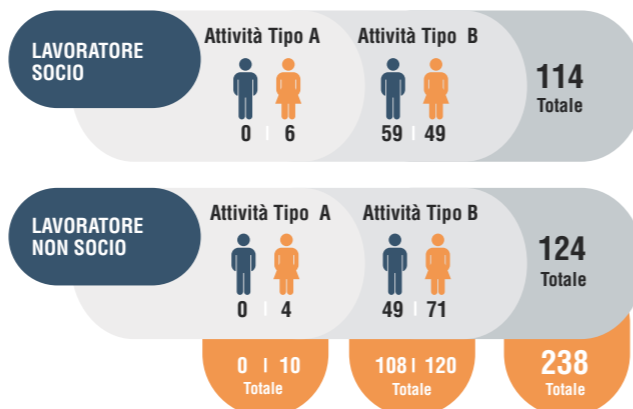 LAVORATORE
SOCIO
Attività Tipo A
Attività Tipo B
0 | 6
59 | 49
114
Totale
LAVORATORE
NON SOCIO
Attività Tipo A
Attività Tipo B
0 | 4
49 | 71
124
Totale
0 | 10
Totale
108 | 120
Totale
238
Totale